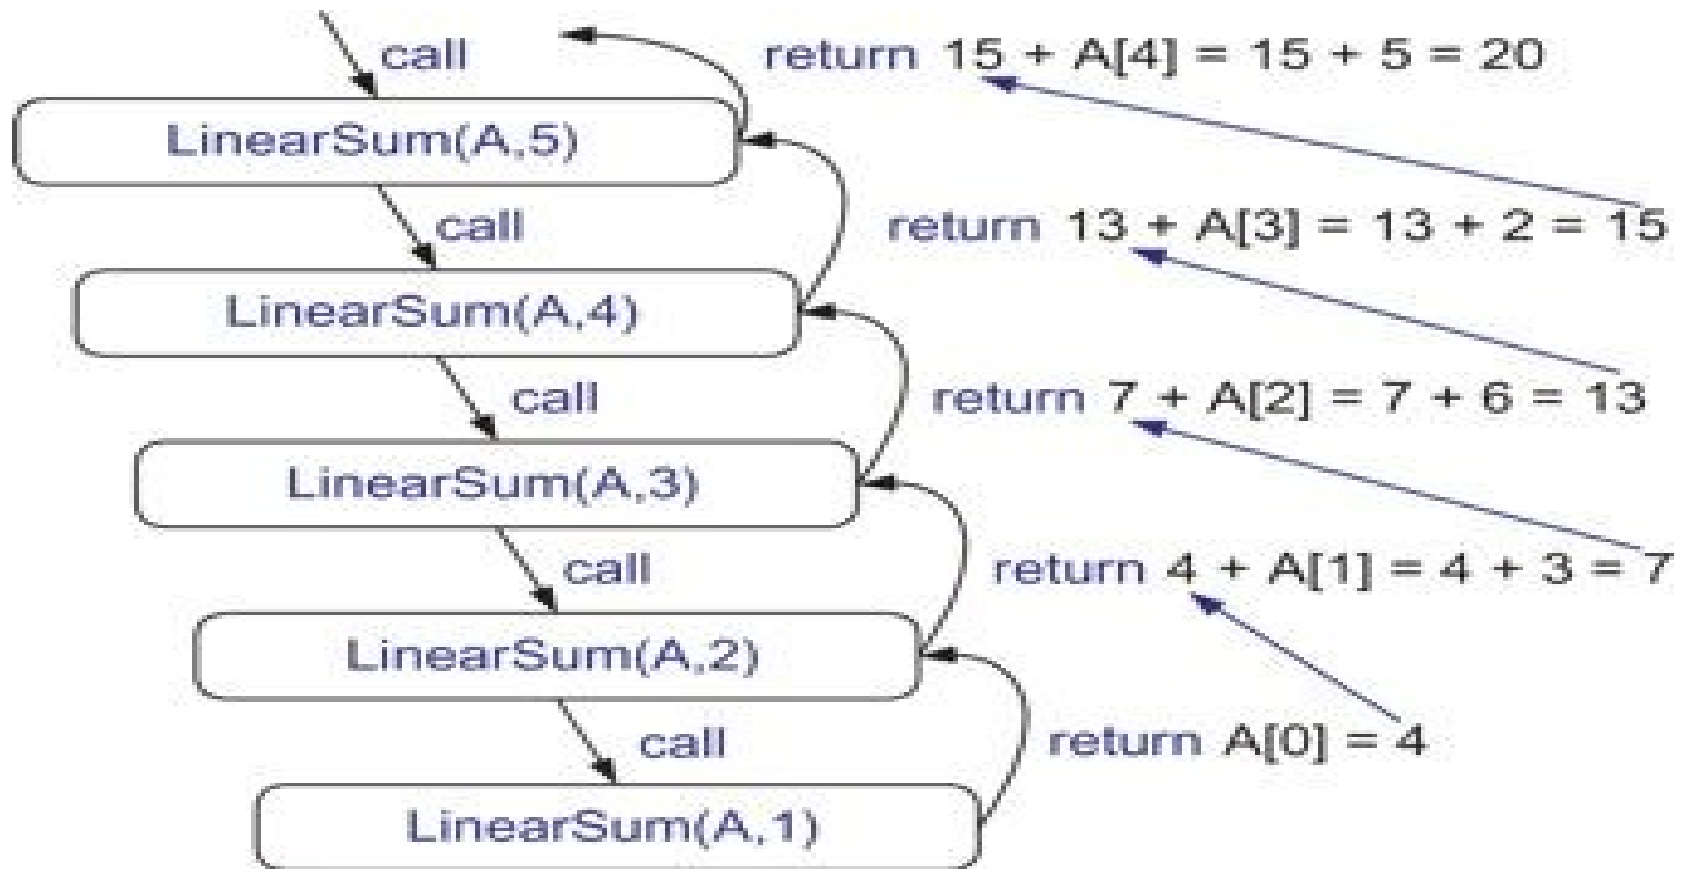 call
return 15 + A[4] = 15 + 5 = 20
LinearSum(A,5)
call
return 13 + A[3] = 13 + 2 = 15
LinearSum(A,4)
call
return 7 + A[2] = 7 + 6 = 13
LinearSum(A,3)
call
return 4 + A[1] = 4 + 3 = 7
LinearSum(A,2)
call
return A[0] = 4
LinearSum(A,1)